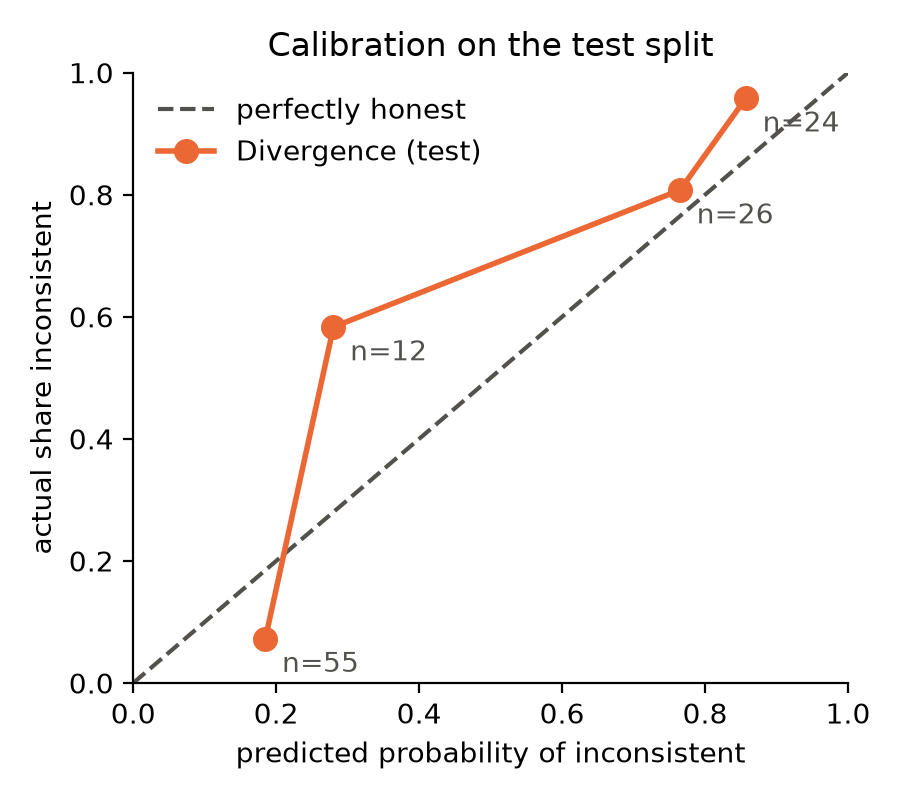 Calibration on the test split
perfectly honest
Divergence (test)
n=24
n=26
n=12
n=55
actual share inconsistent
1.0
0.8
0.6
0.4
0.2
0.0
0.0 0.2 0.4 0.6 0.8 1.0
predicted probability of inconsistent